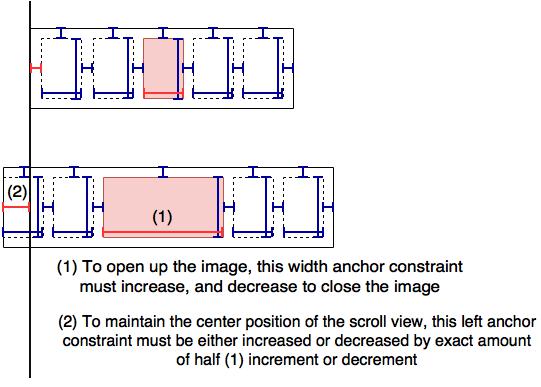 (2)
(1)
(1) To open up the image, this width anchor constraint
must increase, and decrease to close the image
(2) To maintain the center position of the scroll view, this left anchor
constraint must be either increased or decreased by exact amount
of half (1) increment or decrement